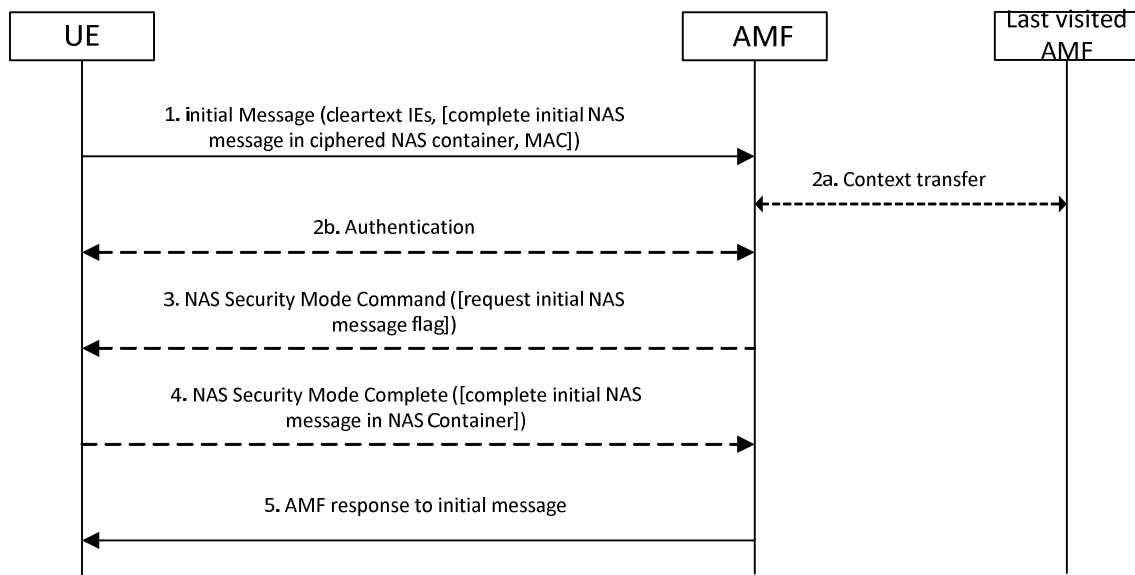 UE
AMF
Last visited
AMF
1. initial Message (cleartext IEs, [complete initial NAS
message in ciphered NAS container, MAC])
2a. Context transfer
2b. Authentication
3. NAS Security Mode Command ([request initial NAS
message flag])
4. NAS Security Mode Complete ([complete initial NAS
message in NAS Container])
5. AMF response to initial message